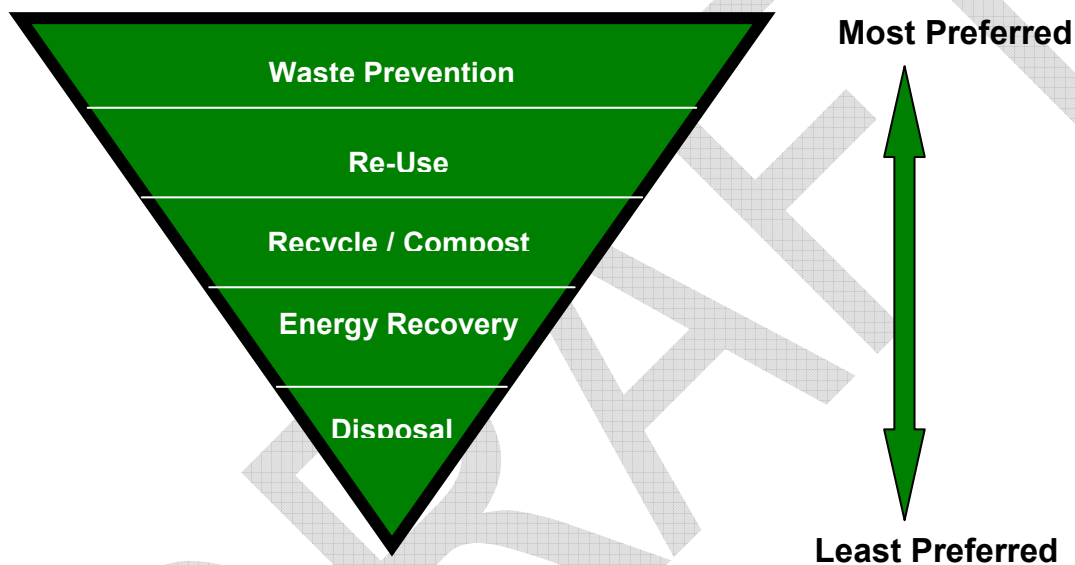 Most Preferred
Waste Prevention
Re-Use
Recycle / Compost
Energy Recovery
Disposal
Least Preferred
DRAFT